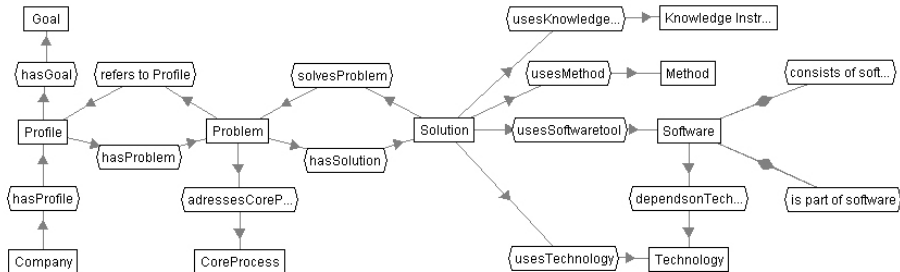 Goal
usesKnowledge...
Knowledge Instr...
hasGoal
refers to Profile
solvesProblem
usesMethod
Method
consists of soft...
Profile
Problem
Solution
usesSoftwaretool
Software
hasProblem
hasSolution
hasProfile
adressesCoreP...
dependsonTech...
is part of software
Company
CoreProcess
usesTechnology
Technology